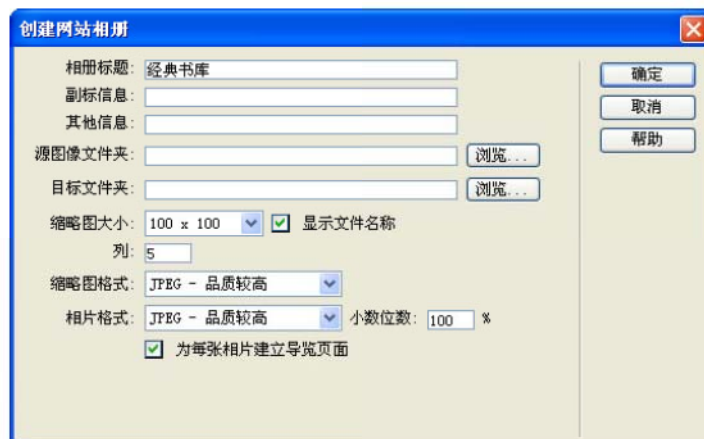 创建网站相册
相册标题: 经典书库
确定
副标信息:
取消
其他信息:
帮助
源图像文件夹: 浏览...
目标文件夹: 浏览...
缩略图大小: 100 x 100 显示文件名称
列: 5
缩略图格式: JPEG - 品质较高
相片格式: JPEG - 品质较高 小数位数: 100 %
为每张相片建立导览页面